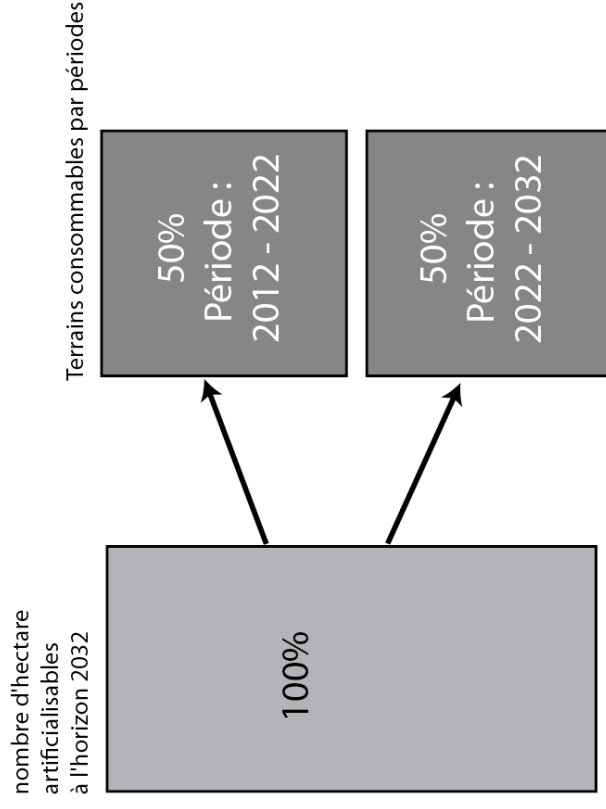 nombre d'hectare
artificialisables
à l'horizon 2032
100%
Terrains consommables par périodes
50%
Période :
2012 - 2022
50%
Période :
2022 - 2032